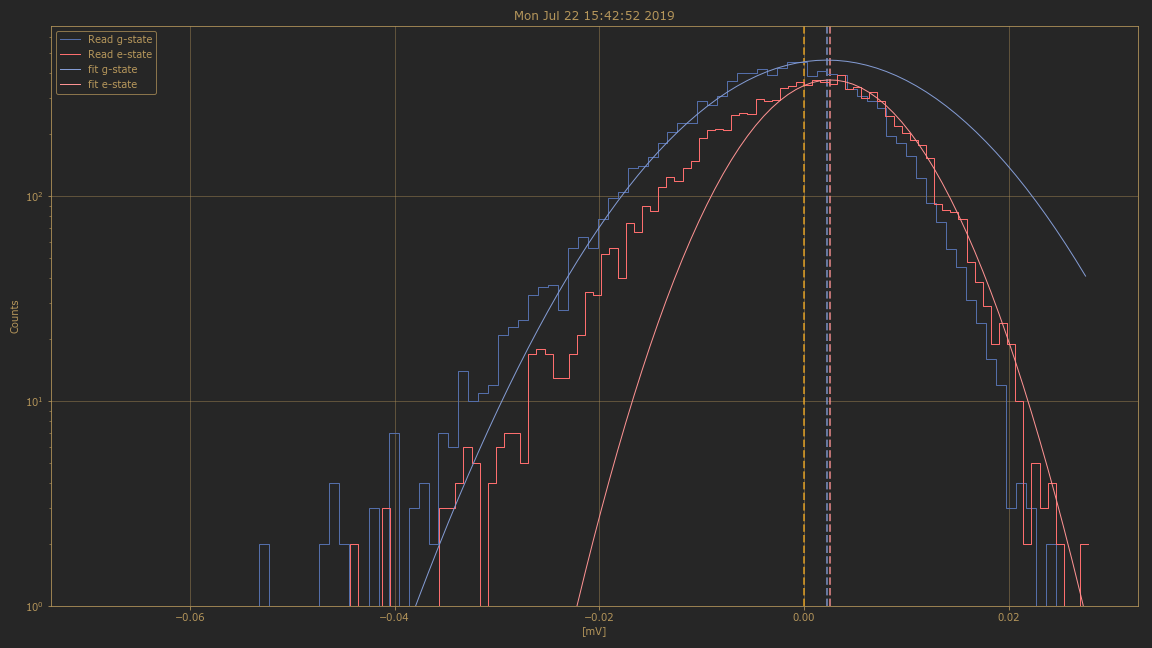 Mon Jul 22 15:42:52 2019
Read g-state
Read e-state
fit g-state
fit e-state
Counts
10²
10¹
10⁰
−0.06 −0.04 −0.02 0.00 0.02
[mV]